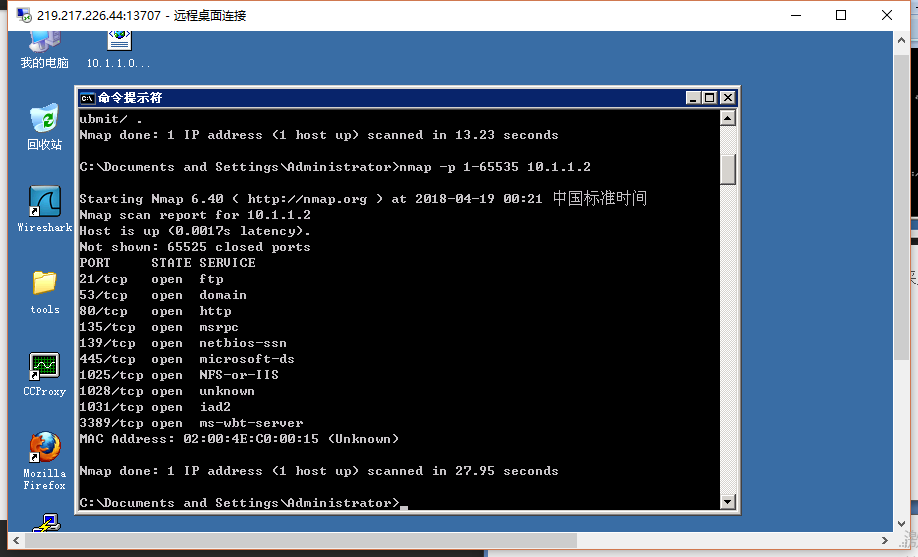 219.217.226.44:13707 - 远程桌面连接
我的电脑
10.1.1.0...
回收站
Wireshark
tools
CCProxy
Mozilla
Firefox
命令提示符
ubmit/ .
Nmap done: 1 IP address (1 host up) scanned in 13.23 seconds
C:\Documents and Settings\Administrator>nmap -p 1-65535 10.1.1.2
Starting Nmap 6.40 ( http://nmap.org ) at 2018-04-19 00:21 中国标准时间
Nmap scan report for 10.1.1.2
Host is up (0.0017s latency).
Not shown: 65525 closed ports
PORT STATE SERVICE
21/tcp open ftp
53/tcp open domain
80/tcp open http
135/tcp open msrpc
139/tcp open netbios-ssn
445/tcp open microsoft-ds
1025/tcp open NFS-or-IIS
1028/tcp open unknown
1031/tcp open iad2
3389/tcp open ms-wbt-server
MAC Address: 02:00:4E:C0:00:15 (Unknown)
Nmap done: 1 IP address (1 host up) scanned in 27.95 seconds
C:\Documents and Settings\Administrator>_